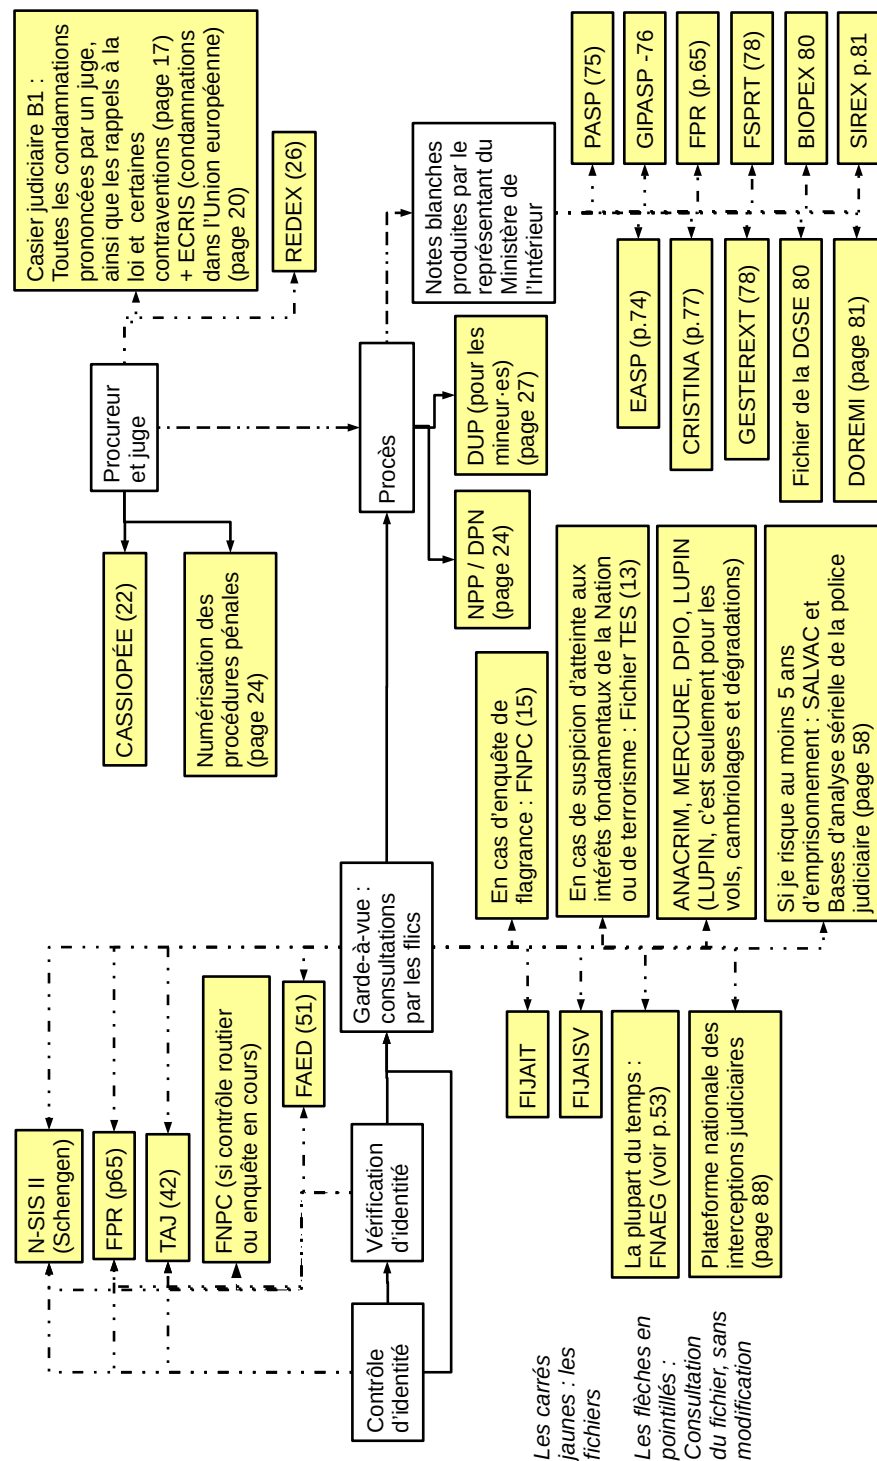 N-SIS II
(Schengen)
FPR (p65)
TAJ (42)
FNPC (si contrôle routier
ou enquête en cours)
FAED (51)
Contrôle
d'identité
Vérification
d'identité
Garde-à-vue :
consultations
par les flics
CASSIOPÉE (22)
Numérisation des
procédures pénales
(page 24)
Procureur
et juge
Casier judiciaire B1 :
Toutes les condamnations
prononcées par un juge,
ainsi que les rappels à la
loi et certaines
contraventions (page 17)
+ ECRIS (condamnations
dans l'Union européenne)
(page 20)
REDEX (26)
Procès
NPP / DPN
(page 24)
DUP (pour les
mineur·es)
(page 27)
Notes blanches
produites par le
représentant du
Ministère de
l'Intérieur
PASP (75)
GIPASP -76
FPR (p.65)
FSPRT (78)
BIOPEX 80
SIREX p.81
EASP (p.74)
CRISTINA (p.77)
GESTEREXT (78)
Fichier de la DGSE 80
DOREMI (page 81)
En cas d'enquête de
flagrance : FNPC (15)
En cas de suspicion d'atteinte aux
intérêts fondamentaux de la Nation
ou de terrorisme : Fichier TES (13)
ANACRIM, MERCURE, DPIO, LUPIN
(LUPIN, c'est seulement pour les
vols, cambriolages et dégradations)
Si je risque au moins 5 ans
d'emprisonnement : SALVAC et
Bases d'analyse sérielle de la police
judiciaire (page 58)
FIJAIT
FIJAISV
La plupart du temps :
FNAEG (voir p.53)
Plateforme nationale des
interceptions judiciaires
(page 88)
Les carrés
jaunes : les
fichiers
Les flèches en
pointillés :
Consultation
du fichier, sans
modification